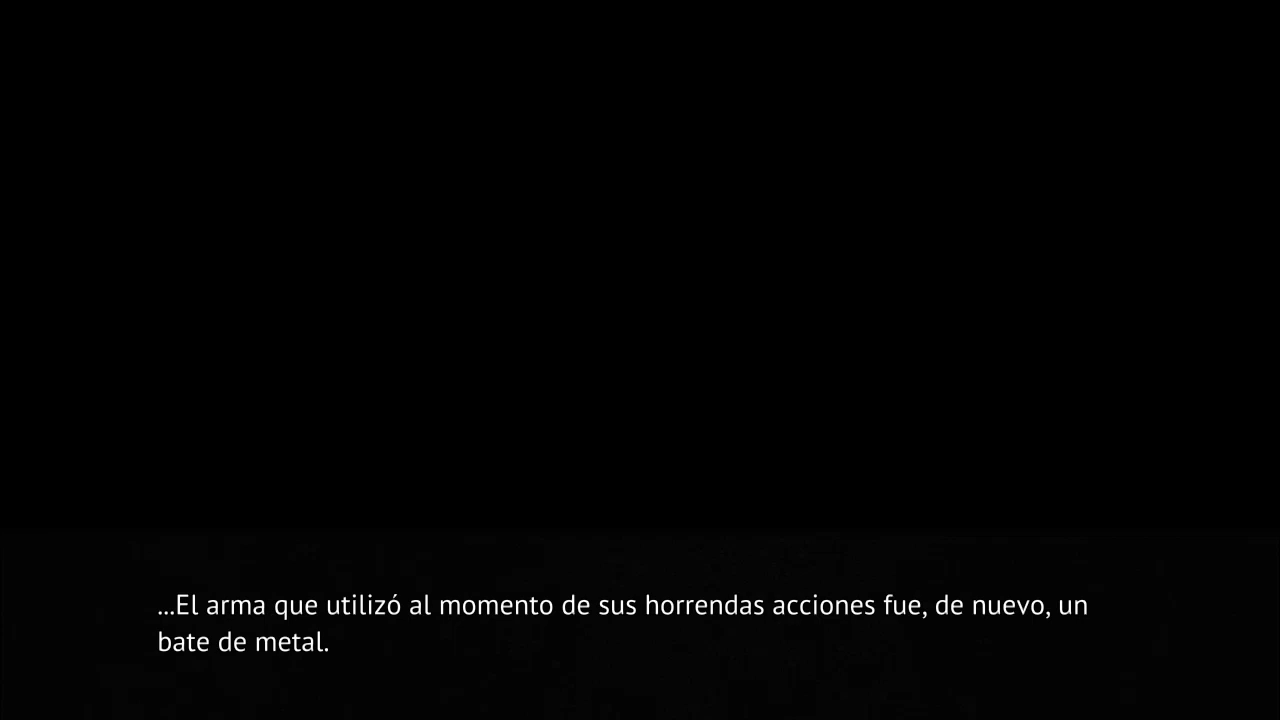 ...El arma que utilizó al momento de sus horrendas acciones fue, de nuevo, un
bate de metal.